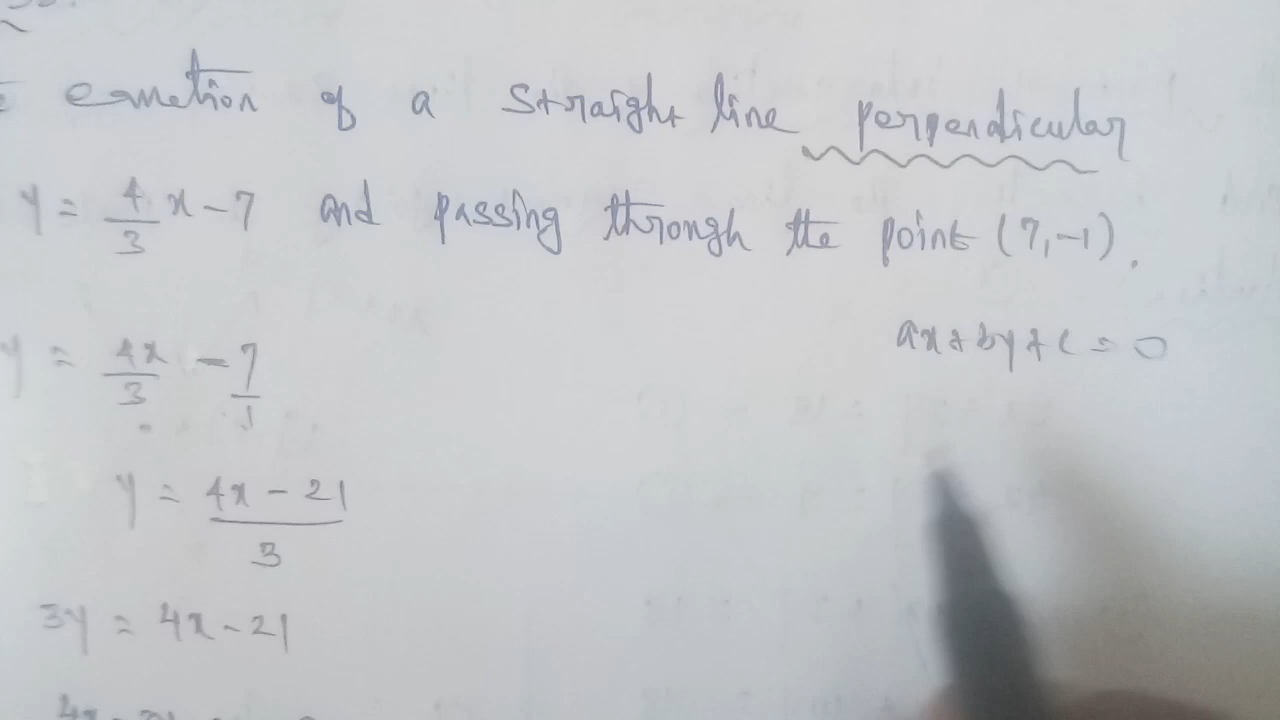 equation of a straight line perpendicular
y = 4/3 x - 7 and passing through the point (7, -1).
ax + by + c = 0
y = 4x/3 - 7/1
y = 4x - 21/3
3y = 4x - 21